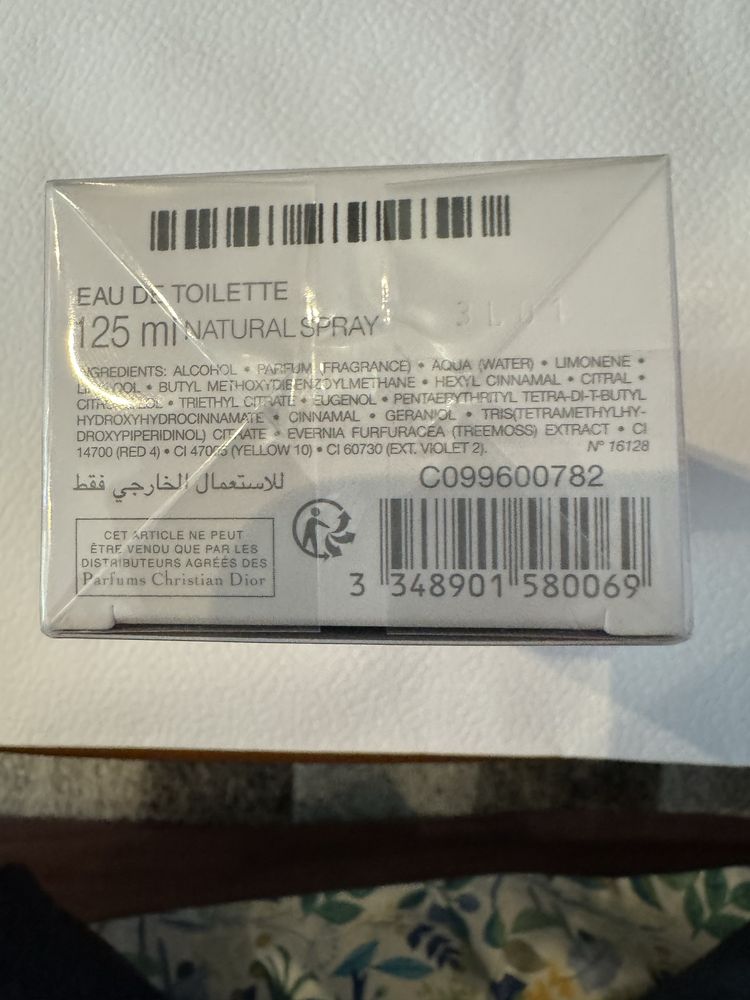 EAU DE TOILETTE
125 ml NATURAL SPRAY
3L01
INGREDIENTS: ALCOHOL • PARFUM (FRAGRANCE) • AQUA (WATER) • LIMONENE •
LINALOOL • BUTYL METHOXYDIBENZOYLMETHANE • HEXYL CINNAMAL • CITRAL •
CITRONELLOL • TRIETHYL CITRATE • EUGENOL • PENTAERYTHRITYL TETRA-DI-T-BUTYL
HYDROXYHYDROCINNAMATE • CINNAMAL • GERANIOL • TRIS(TETRAMETHYLHY-
DROXYPIPERIDINOL) CITRATE • EVERNIA FURFURACEA (TREEMOSS) EXTRACT • CI
14700 (RED 4) • CI 47005 (YELLOW 10) • CI 60730 (EXT. VIOLET 2). N° 16128
للاستعمال الخارجي فقط
C099600782
CET ARTICLE NE PEUT
ÊTRE VENDU QUE PAR LES
DISTRIBUTEURS AGRÉÉS DES
Parfums Christian Dior
3 348901 580069